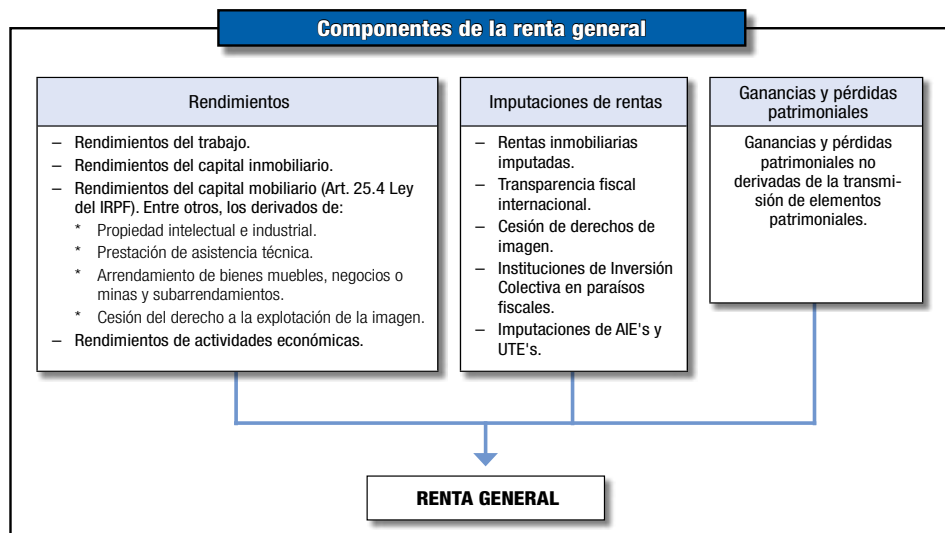 Componentes de la renta general
Rendimientos
– Rendimientos del trabajo.
– Rendimientos del capital inmobiliario.
– Rendimientos del capital mobiliario (Art. 25.4 Ley
del IRPF). Entre otros, los derivados de:
* Propiedad intelectual e industrial.
* Prestación de asistencia técnica.
* Arrendamiento de bienes muebles, negocios o
minas y subarrendamientos.
* Cesión del derecho a la explotación de la imagen.
– Rendimientos de actividades económicas.
Imputaciones de rentas
– Rentas inmobiliarias
imputadas.
– Transparencia fiscal
internacional.
– Cesión de derechos de
imagen.
– Instituciones de Inversión
Colectiva en paraísos
fiscales.
– Imputaciones de AIE's y
UTE's.
Ganancias y pérdidas
patrimoniales
Ganancias y pérdidas
patrimoniales no
derivadas de la transmi-
sión de elementos
patrimoniales.
RENTA GENERAL